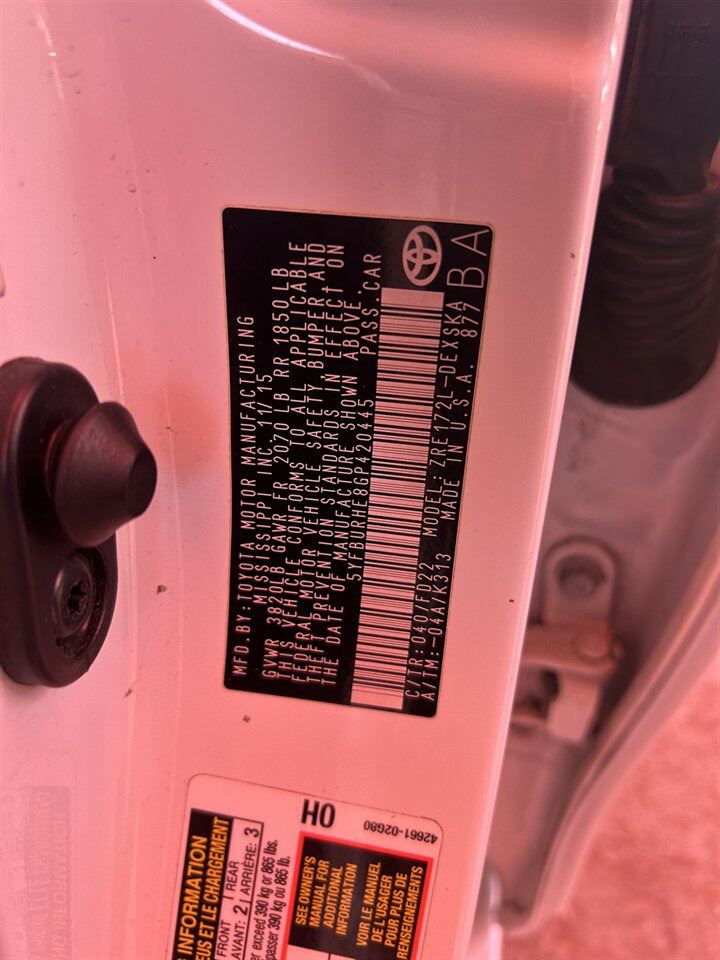 MFD. BY: TOYOTA MOTOR MANUFACTURING
MISSISSIPPI INC. 11/15
GVWR 3820LB GAWR FR 2070 LB RR 1850 LB
THIS VEHICLE CONFORMS TO ALL APPLICABLE
FEDERAL MOTOR VEHICLE SAFETY, BUMPER AND
THEFT PREVENTION STANDARDS IN EFFECT ON
THE DATE OF MANUFACTURE SHOWN ABOVE.
5YFBURHE8GP420445 PASS. CAR
C/TR: 040/FD22 MODEL: ZRE172L-DEXSKA
A/TM: -04A/K313 MADE IN U.S.A.
BA
INFORMATION
ET LE CHARGEMENT
FRONT
REAR
AVANT: 2
ARRIÈRE: 3
exceed 390 kg or 865 lbs.
390 kg ou 865 lb.
OH
42661-02G80
SEE OWNER'S
MANUAL FOR
ADDITIONAL
INFORMATION
VOIR LE MANUEL
DE L'USAGER
POUR PLUS DE
RENSEIGNEMENTS